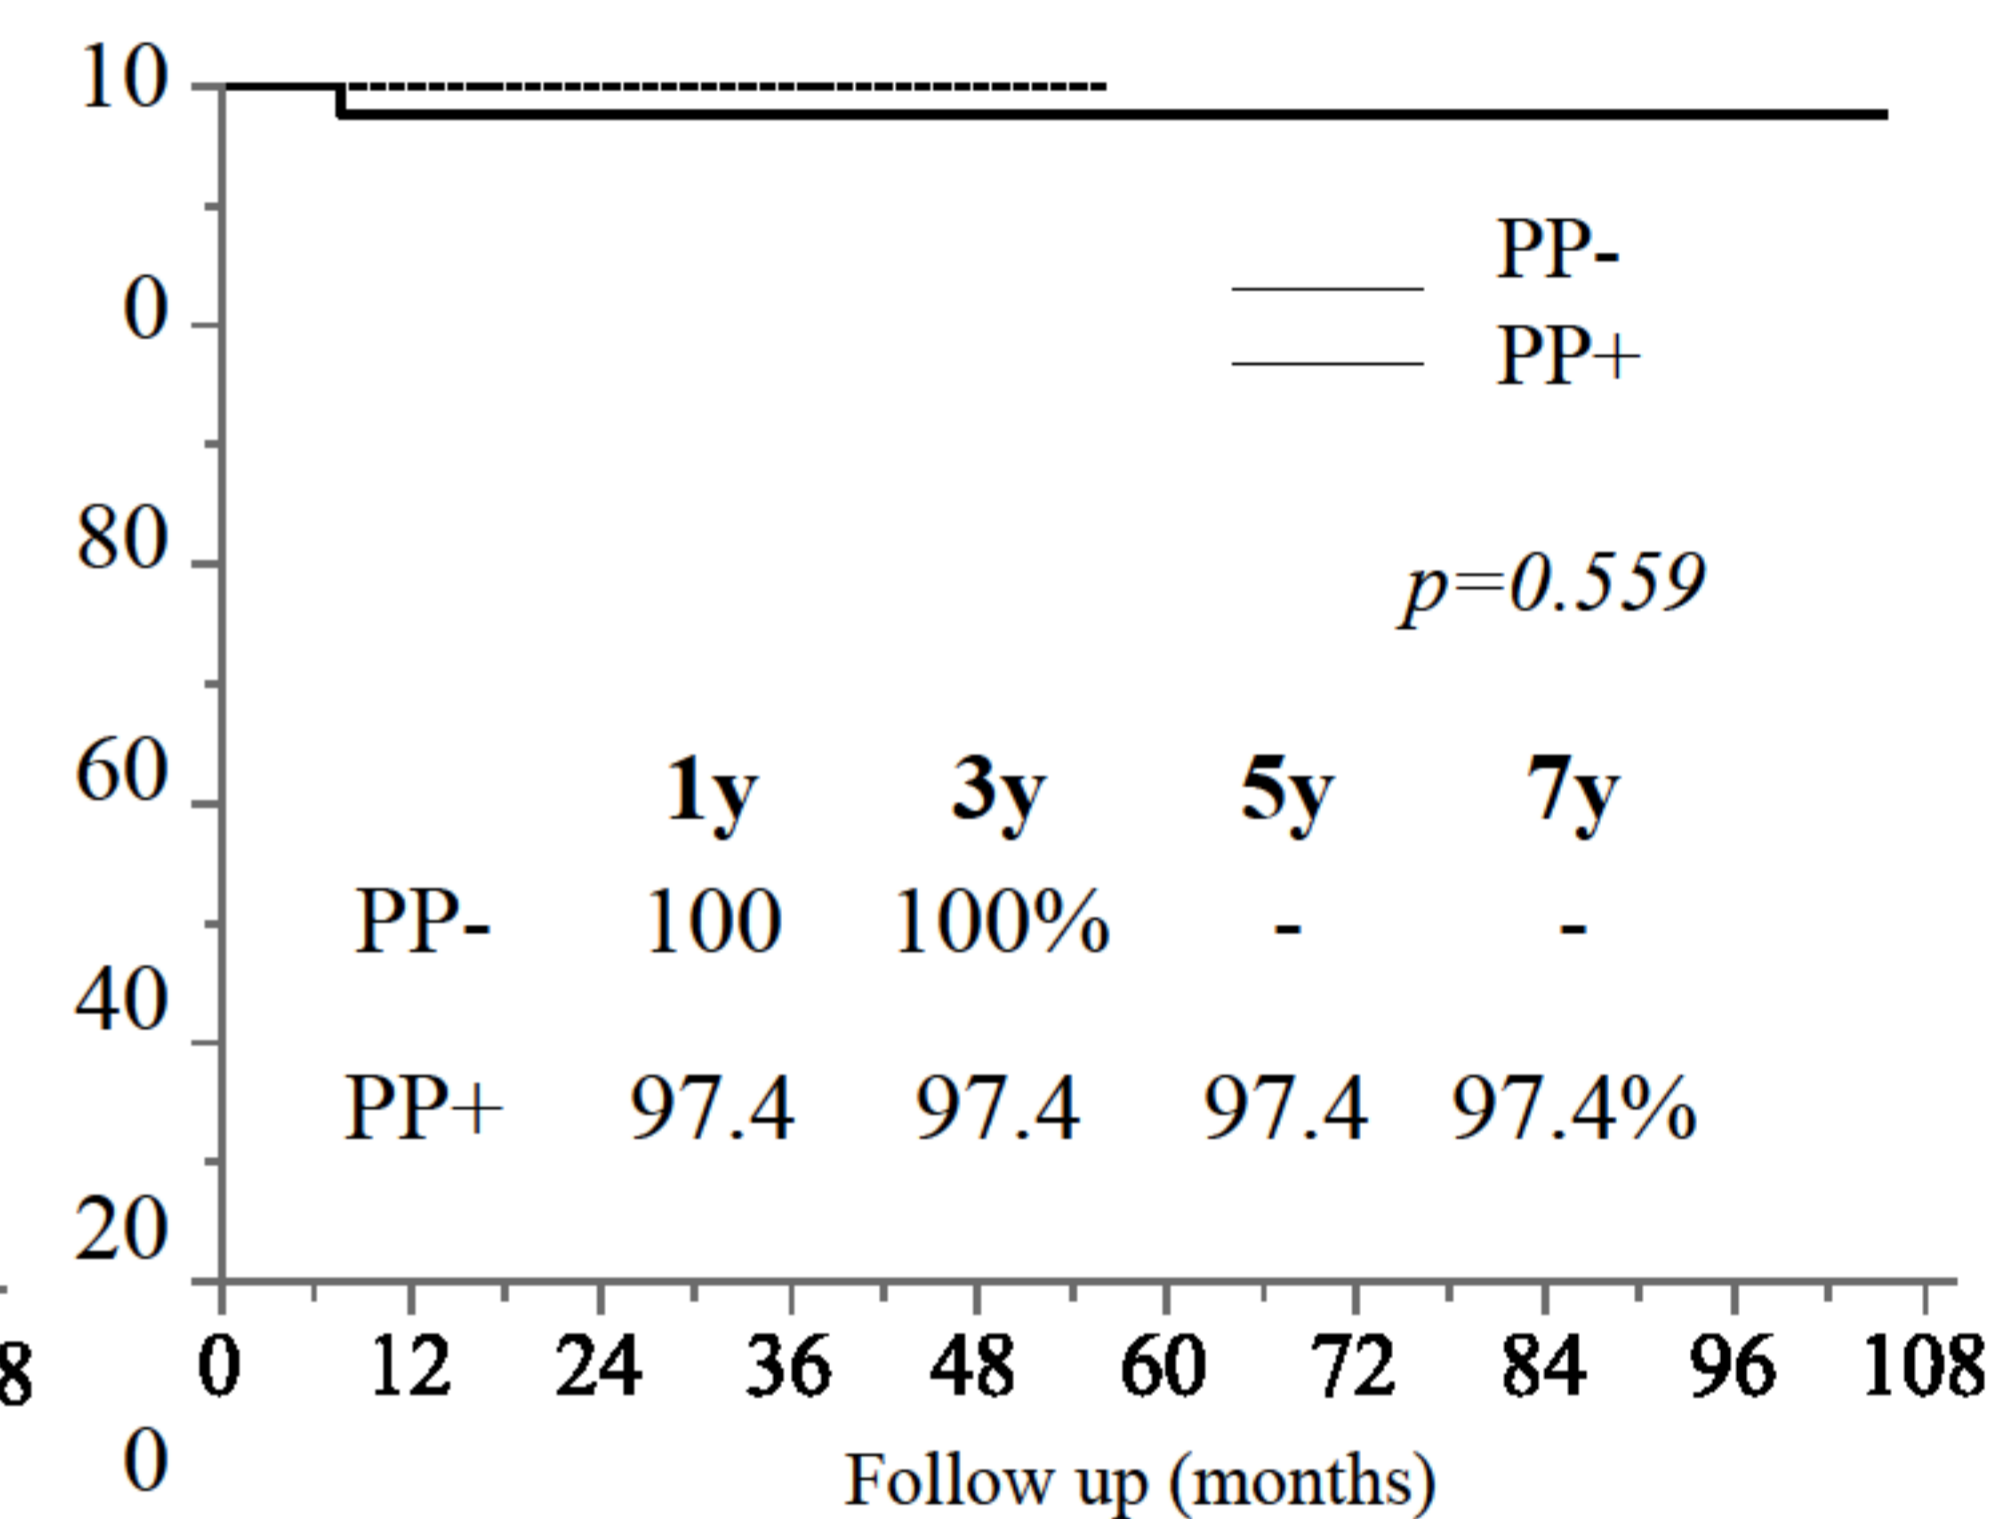 10
0
80
60
40
20
0
PP-
PP+
p=0.559
1y 3y 5y 7y
PP- 100 100% - -
PP+ 97.4 97.4 97.4 97.4%
8
0 12 24 36 48 60 72 84 96 108
Follow up (months)